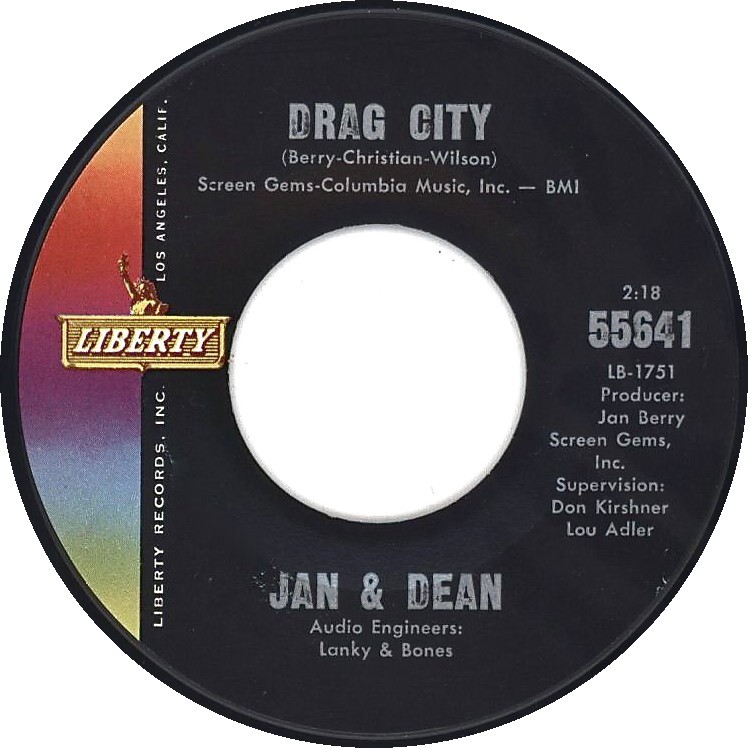 DRAG CITY
(Berry-Christian-Wilson)
Screen Gems-Columbia Music, Inc. — BMI
LIBERTY RECORDS, INC. LOS ANGELES, CALIF.
LIBERTY
2:18
55641
LB-1751
Producer:
Jan Berry
Screen Gems,
Inc.
Supervision:
Don Kirshner
Lou Adler
JAN & DEAN
Audio Engineers:
Lanky & Bones